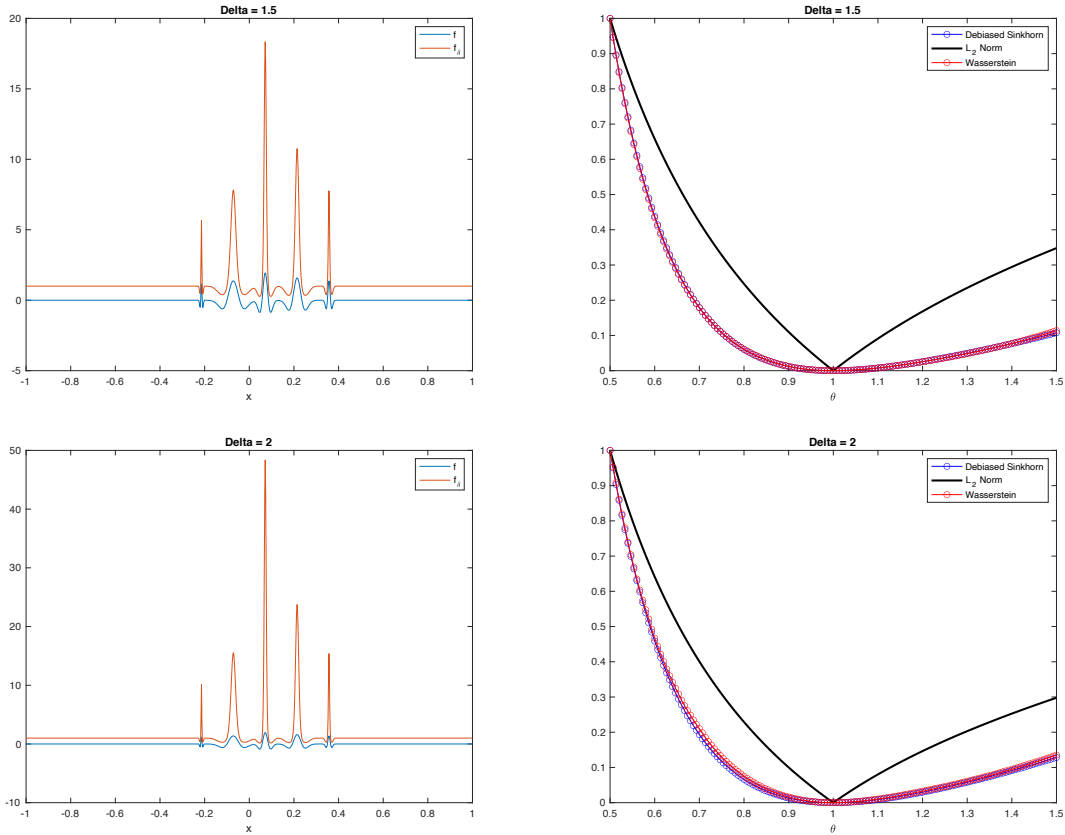 Delta = 1.5
20
15
10
5
0
-5
-1 -0.8 -0.6 -0.4 -0.2 0 0.2 0.4 0.6 0.8 1
x
f
f_δ
Delta = 1.5
1
0.9
0.8
0.7
0.6
0.5
0.4
0.3
0.2
0.1
0
0.5 0.6 0.7 0.8 0.9 1 1.1 1.2 1.3 1.4 1.5
θ
Debiased Sinkhorn
L_2 Norm
Wasserstein
Delta = 2
50
40
30
20
10
0
-10
-1 -0.8 -0.6 -0.4 -0.2 0 0.2 0.4 0.6 0.8 1
x
f
f_δ
Delta = 2
1
0.9
0.8
0.7
0.6
0.5
0.4
0.3
0.2
0.1
0
0.5 0.6 0.7 0.8 0.9 1 1.1 1.2 1.3 1.4 1.5
θ
Debiased Sinkhorn
L_2 Norm
Wasserstein